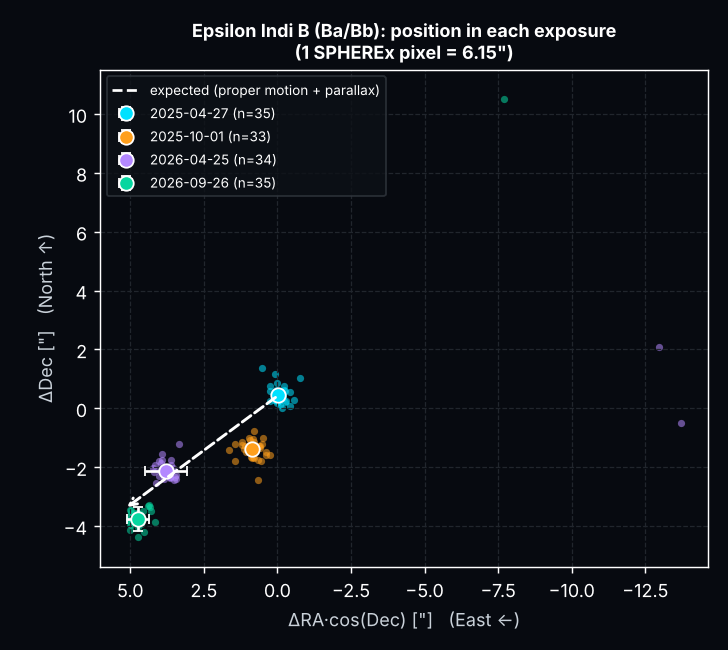 Epsilon Indi B (Ba/Bb): position in each exposure
(1 SPHEREx pixel = 6.15")
expected (proper motion + parallax)
2025-04-27 (n=35)
2025-10-01 (n=33)
2026-04-25 (n=34)
2026-09-26 (n=35)
ΔDec ["]   (North ↑)
10
8
6
4
2
0
−2
−4
5.0 2.5 0.0 −2.5 −5.0 −7.5 −10.0 −12.5
ΔRA·cos(Dec) ["]   (East ←)